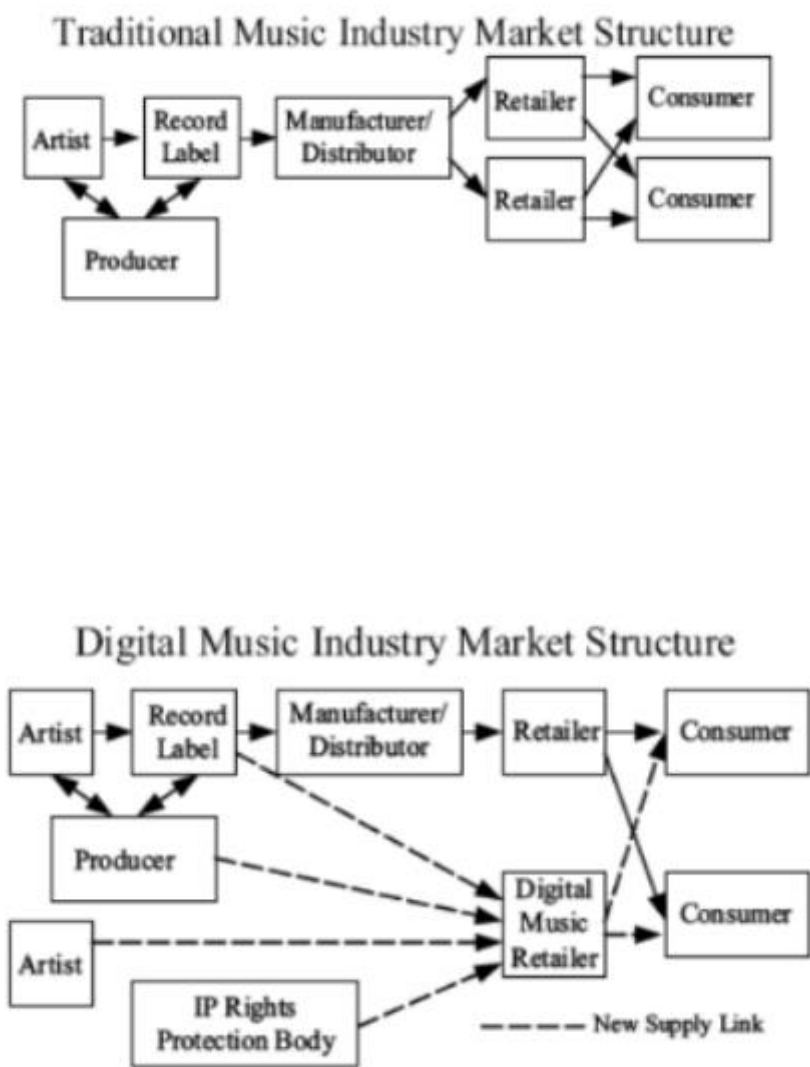 Traditional Music Industry Market Structure
Artist
Record
Label
Manufacturer/
Distributor
Retailer
Consumer
Retailer
Consumer
Producer
Digital Music Industry Market Structure
Artist
Record
Label
Manufacturer/
Distributor
Retailer
Consumer
Producer
Digital
Music
Retailer
Consumer
Artist
IP Rights
Protection Body
New Supply Link